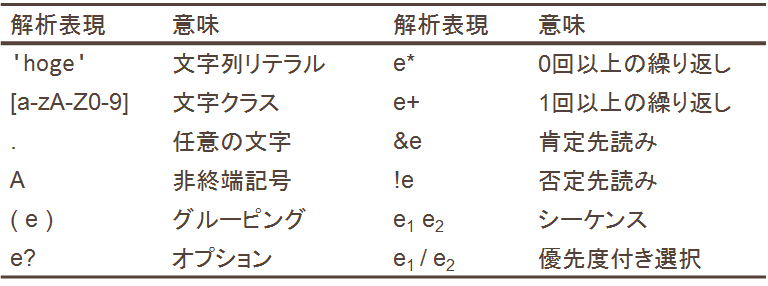 解析表現 意味 解析表現 意味
'hoge' 文字列リテラル e* 0回以上の繰り返し
[a-zA-Z0-9] 文字クラス e+ 1回以上の繰り返し
. 任意の文字 &e 肯定先読み
A 非終端記号 !e 否定先読み
( e ) グルーピング e₁ e₂ シーケンス
e? オプション e₁ / e₂ 優先度付き選択